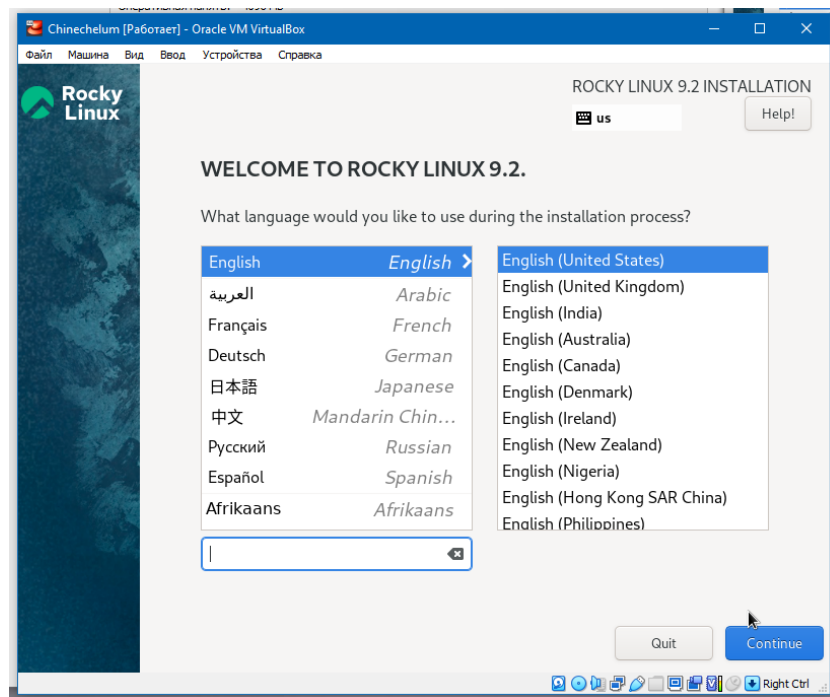 Chinechelum [Работает] - Oracle VM VirtualBox
Файл Машина Вид Ввод Устройства Справка
Rocky
Linux
ROCKY LINUX 9.2 INSTALLATION
us
Help!
WELCOME TO ROCKY LINUX 9.2.
What language would you like to use during the installation process?
English English
العربية Arabic
Français French
Deutsch German
日本語 Japanese
中文 Mandarin Chin...
Русский Russian
Español Spanish
Afrikaans Afrikaans
English (United States)
English (United Kingdom)
English (India)
English (Australia)
English (Canada)
English (Denmark)
English (Ireland)
English (New Zealand)
English (Nigeria)
English (Hong Kong SAR China)
English (Philippines)
Quit
Continue
Right Ctrl